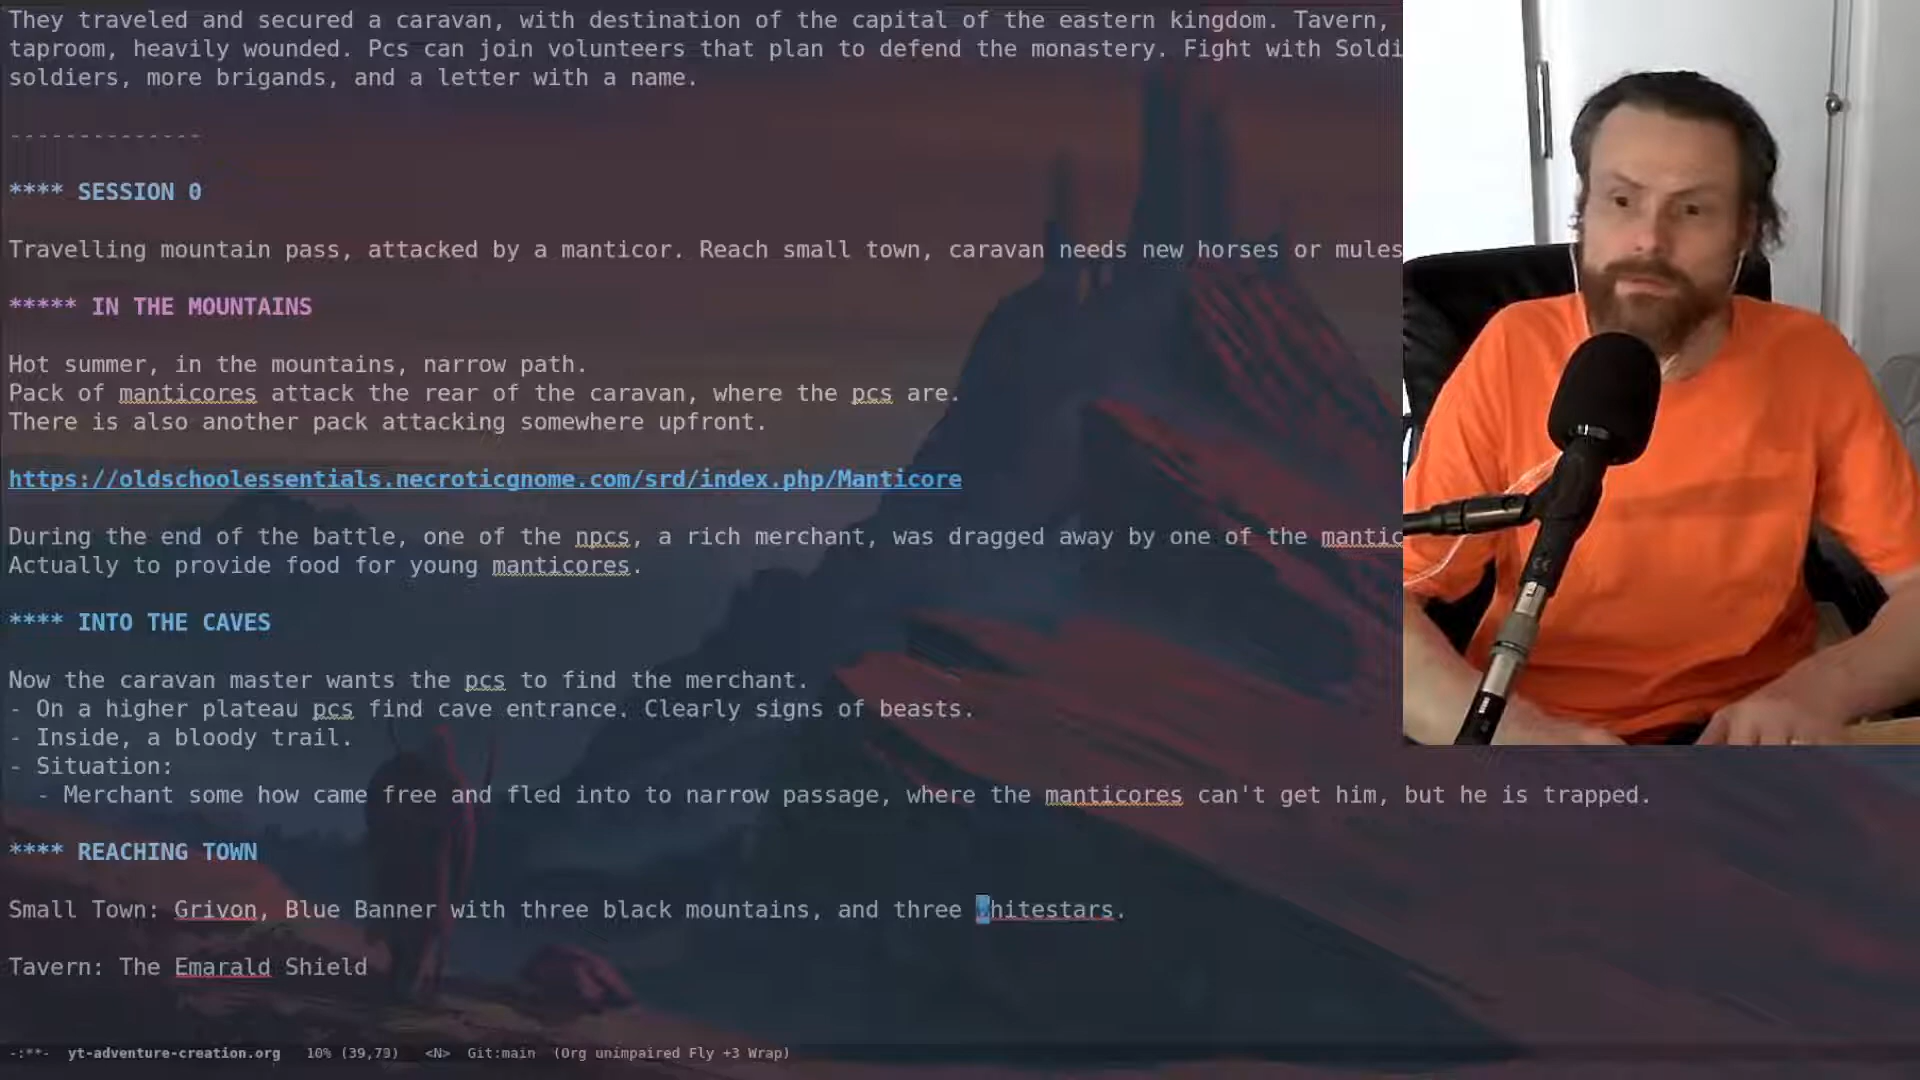 They traveled and secured a caravan, with destination of the capital of the eastern kingdom. Tavern,
taproom, heavily wounded. Pcs can join volunteers that plan to defend the monastery. Fight with Soldi
soldiers, more brigands, and a letter with a name.
--------------
**** SESSION 0
Travelling mountain pass, attacked by a manticor. Reach small town, caravan needs new horses or mules
***** IN THE MOUNTAINS
Hot summer, in the mountains, narrow path.
Pack of manticores attack the rear of the caravan, where the pcs are.
There is also another pack attacking somewhere upfront.
https://oldschoolessentials.necroticgnome.com/srd/index.php/Manticore
During the end of the battle, one of the npcs, a rich merchant, was dragged away by one of the mantic
Actually to provide food for young manticores.
**** INTO THE CAVES
Now the caravan master wants the pcs to find the merchant.
- On a higher plateau pcs find cave entrance. Clearly signs of beasts.
- Inside, a bloody trail.
- Situation:
- Merchant some how came free and fled into to narrow passage, where the manticores can't get him, but he is trapped.
**** REACHING TOWN
Small Town: Grivon, Blue Banner with three black mountains, and three whitestars.
Tavern: The Emarald Shield
-:**- yt-adventure-creation.org 10% (39,79) <N> Git:main (Org unimpaired Fly +3 Wrap)